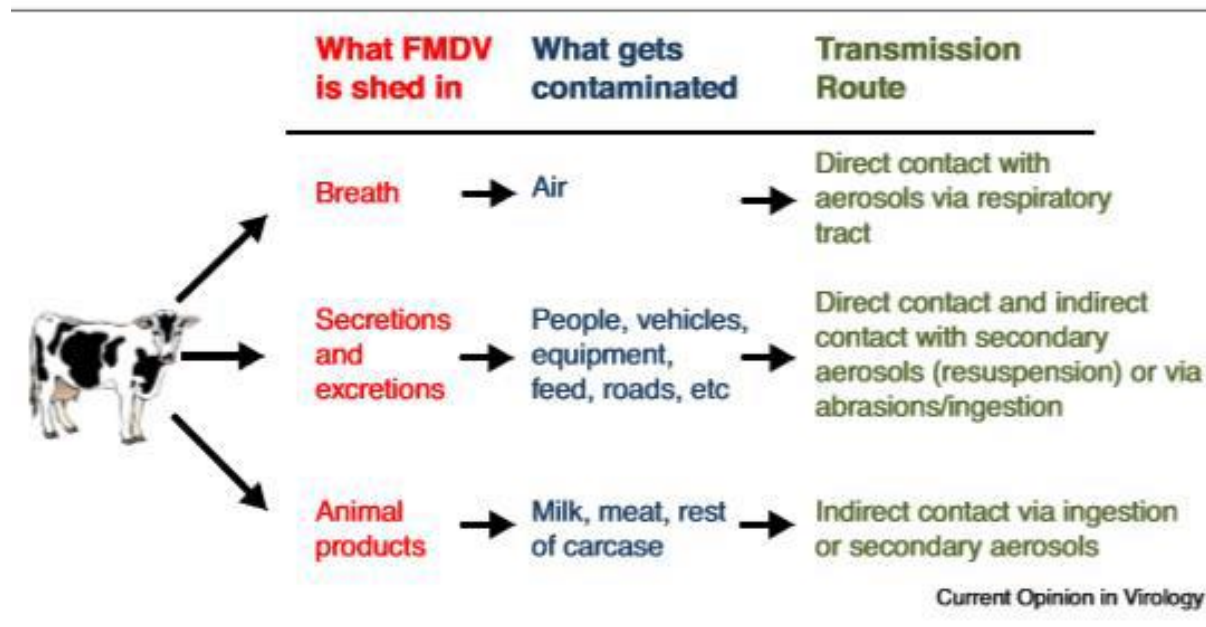 What FMDV
is shed in
What gets
contaminated
Transmission
Route
Breath
Air
Direct contact with
aerosols via respiratory
tract
Secretions
and
excretions
People, vehicles,
equipment,
feed, roads, etc
Direct contact and indirect
contact with secondary
aerosols (resuspension) or via
abrasions/ingestion
Animal
products
Milk, meat, rest
of carcase
Indirect contact via ingestion
or secondary aerosols
Current Opinion in Virology